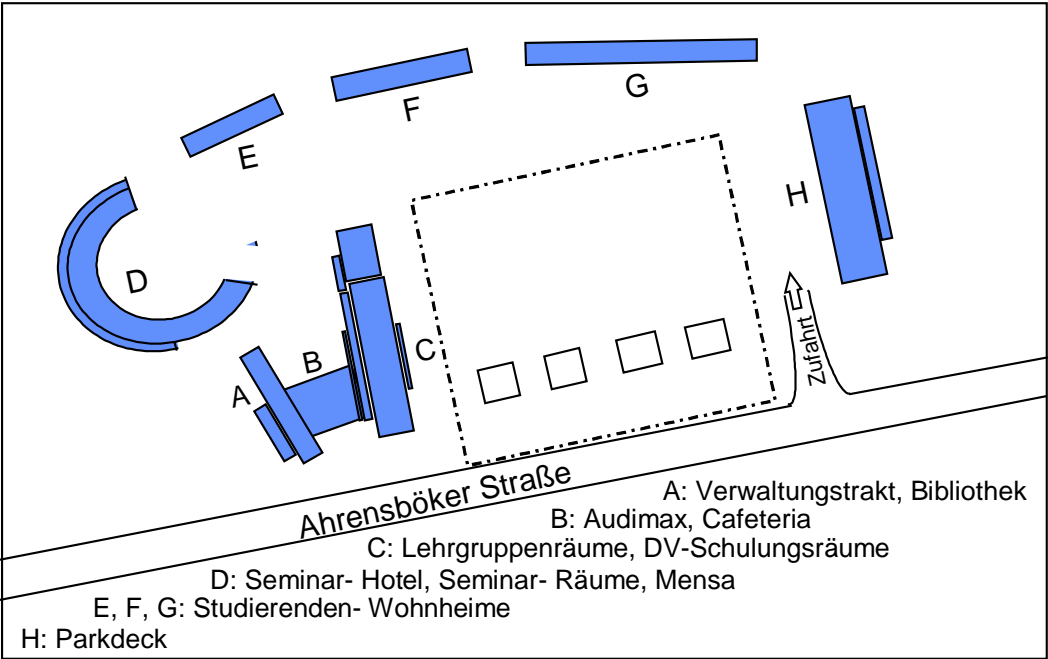 G
F
E
H
D
Zufahrt
C
B
A
Ahrensböker Straße
A: Verwaltungstrakt, Bibliothek
B: Audimax, Cafeteria
C: Lehrgruppenräume, DV-Schulungsräume
D: Seminar- Hotel, Seminar- Räume, Mensa
E, F, G: Studierenden- Wohnheime
H: Parkdeck